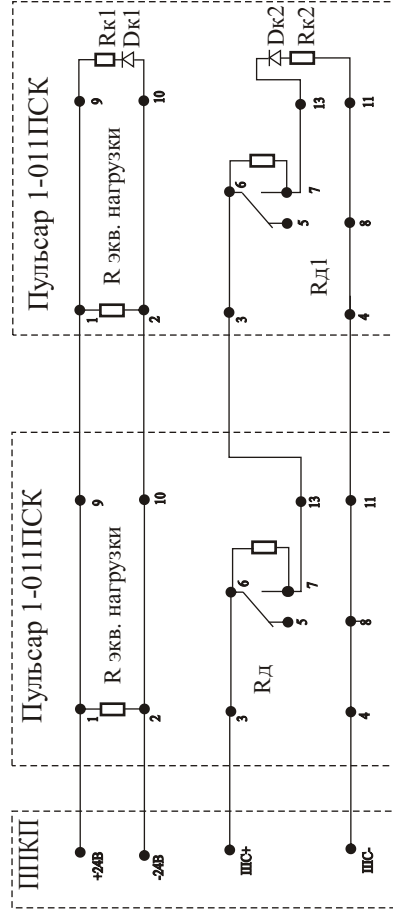 ППКП
+24В
-24В
ШС+
ШС-
Пульсар 1-011ПСК
1
2
R экв. нагрузки
9
10
3
Rд
5
6
7
13
4
8
11
Пульсар 1-011ПСК
1
2
R экв. нагрузки
9
10
Rк1
Dк1
3
Rд1
5
6
7
13
Dк2
Rк2
4
8
11